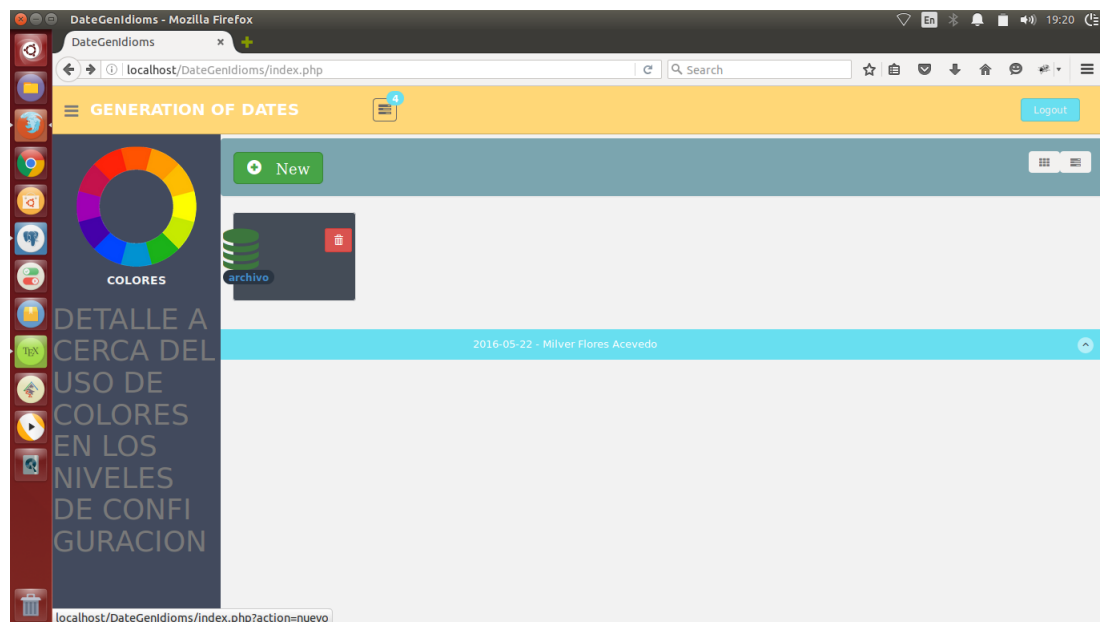 DateGenIdioms - Mozilla Firefox
En
19:20
DateGenIdioms
localhost/DateGenIdioms/index.php
Search
GENERATION OF DATES
4
Logout
New
archivo
COLORES
DETALLE A
CERCA DEL
USO DE
COLORES
EN LOS
NIVELES
DE CONFI
GURACION
2016-05-22 - Milver Flores Acevedo
TEX
localhost/DateGenIdioms/index.php?action=nuevo